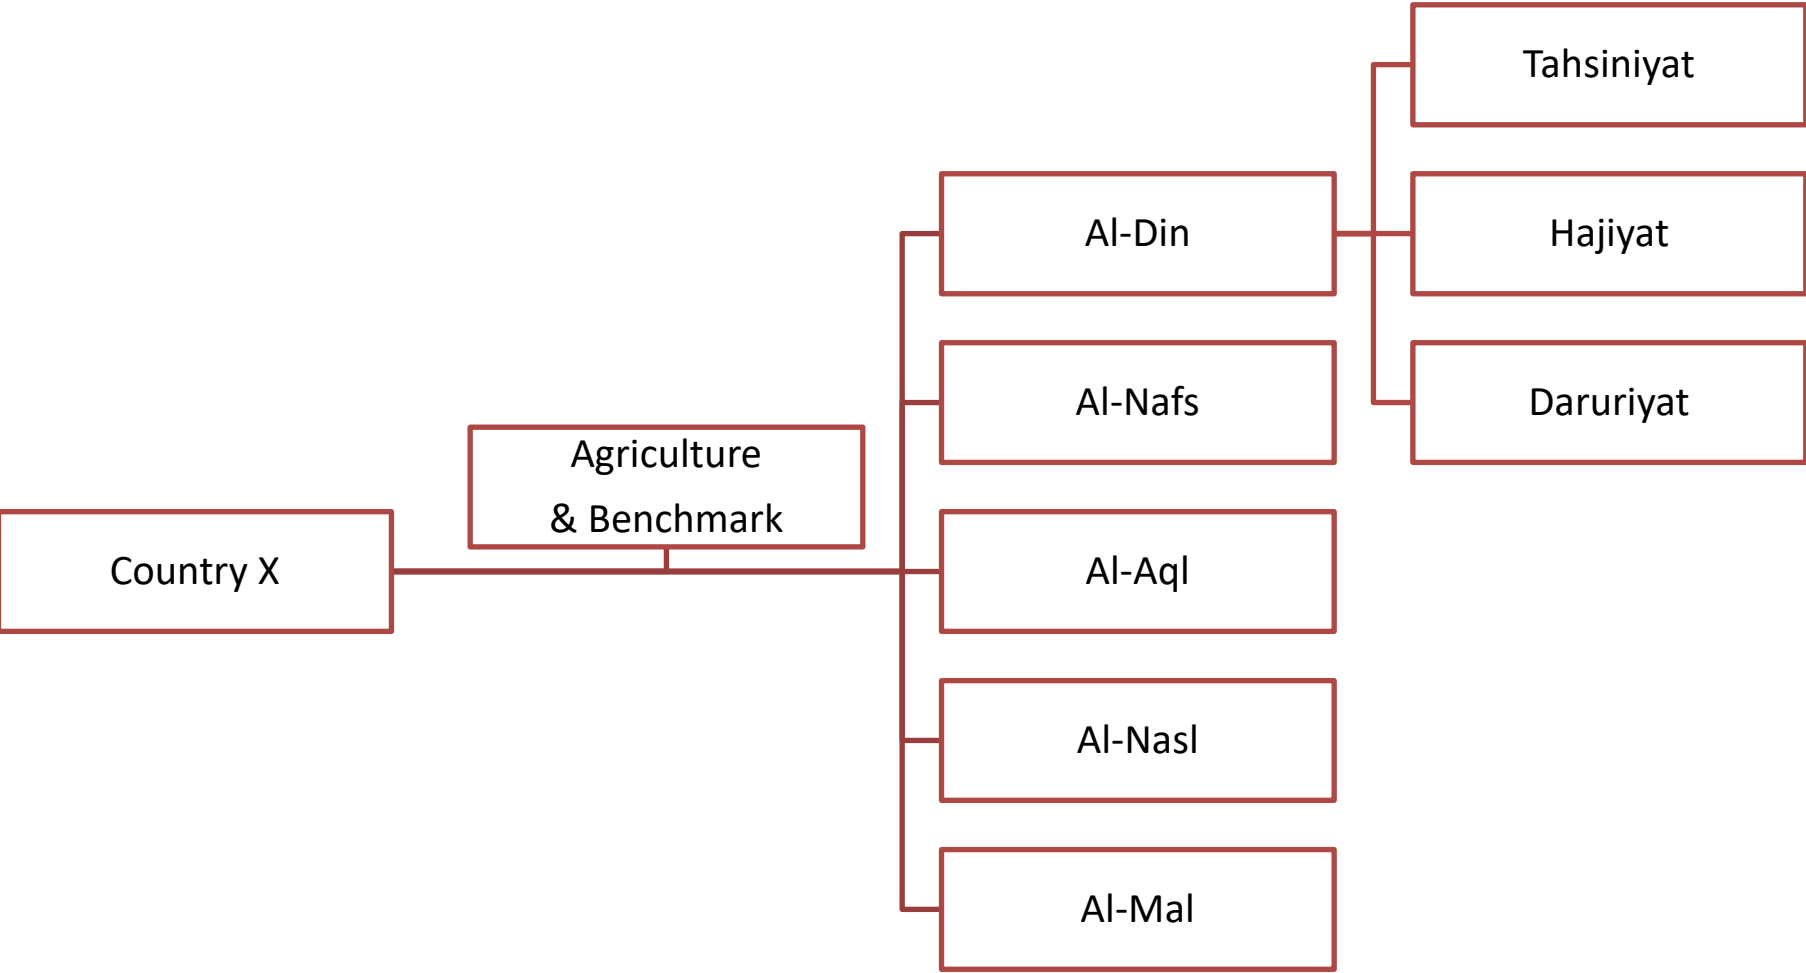 Tahsiniyat
Al-Din
Hajiyat
Al-Nafs
Daruriyat
Agriculture
& Benchmark
Country X
Al-Aql
Al-Nasl
Al-Mal